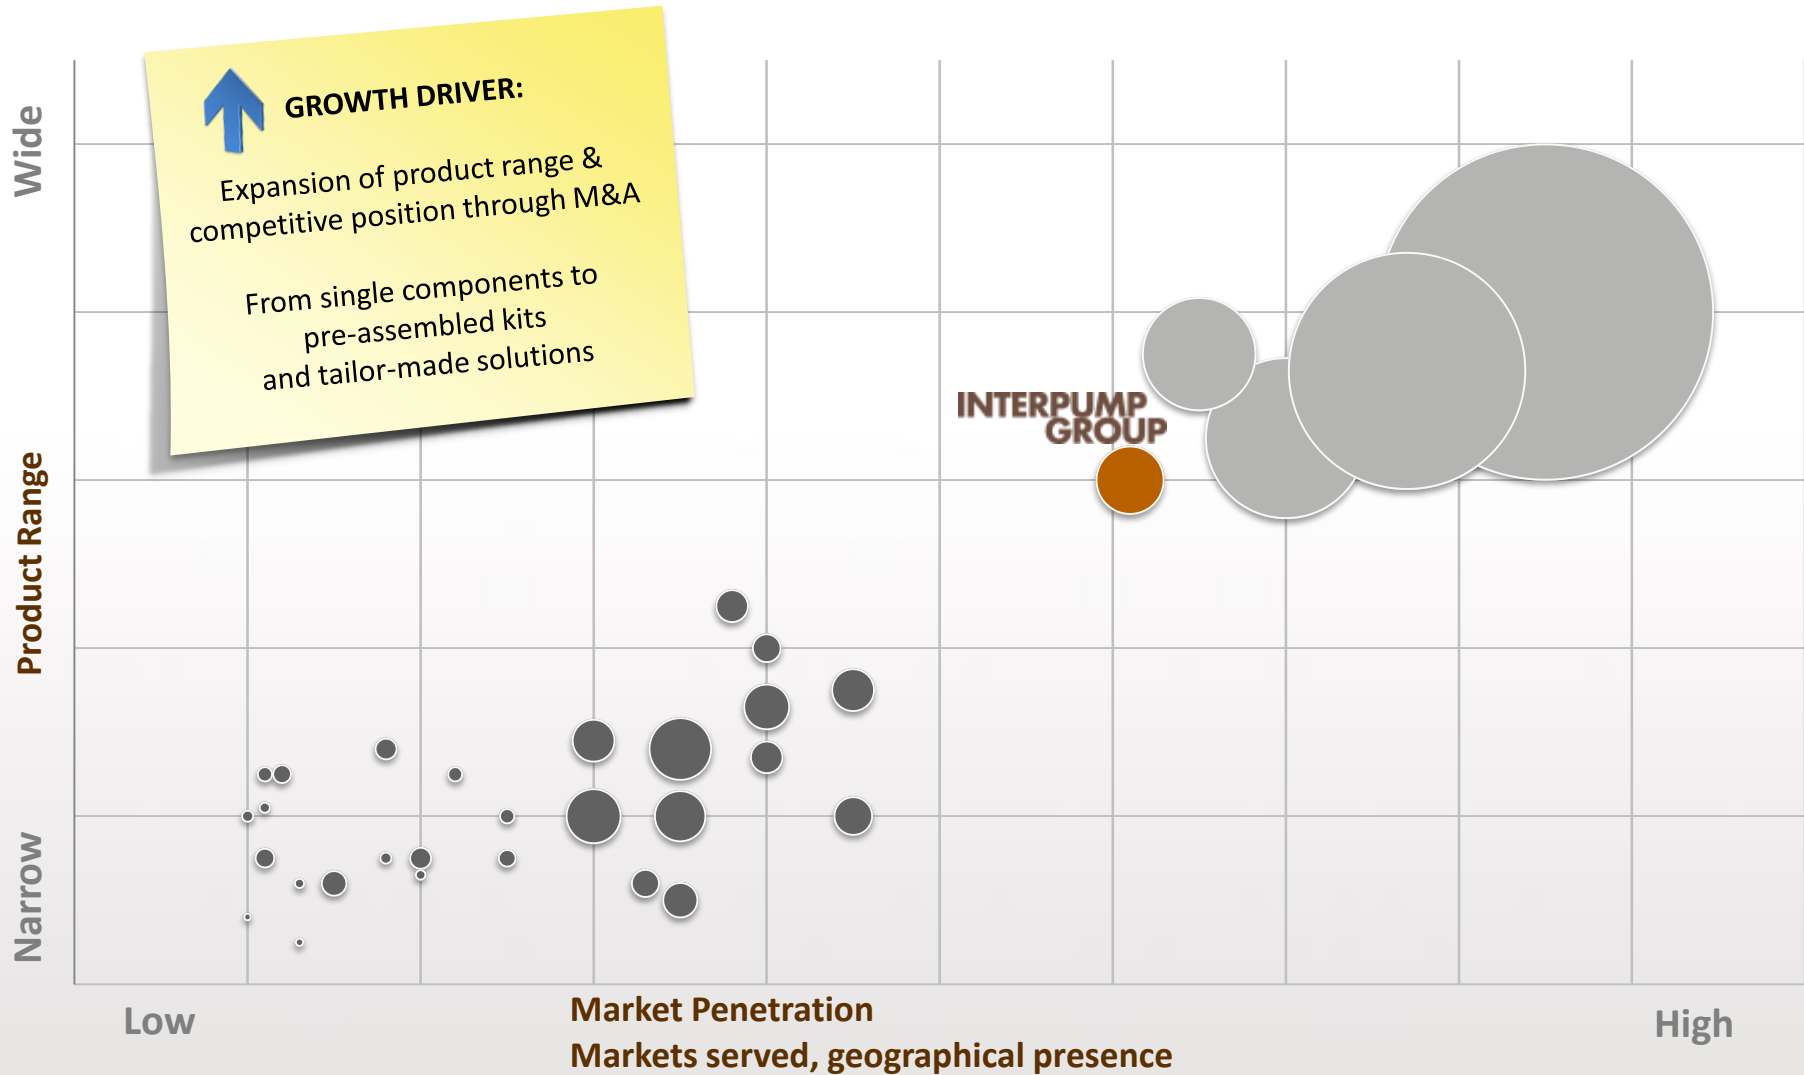 GROWTH DRIVER:
Expansion of product range &
competitive position through M&A
From single components to
pre-assembled kits
and tailor-made solutions
Wide
Product Range
Narrow
INTERPUMP
GROUP
Low
Market Penetration
Markets served, geographical presence
High